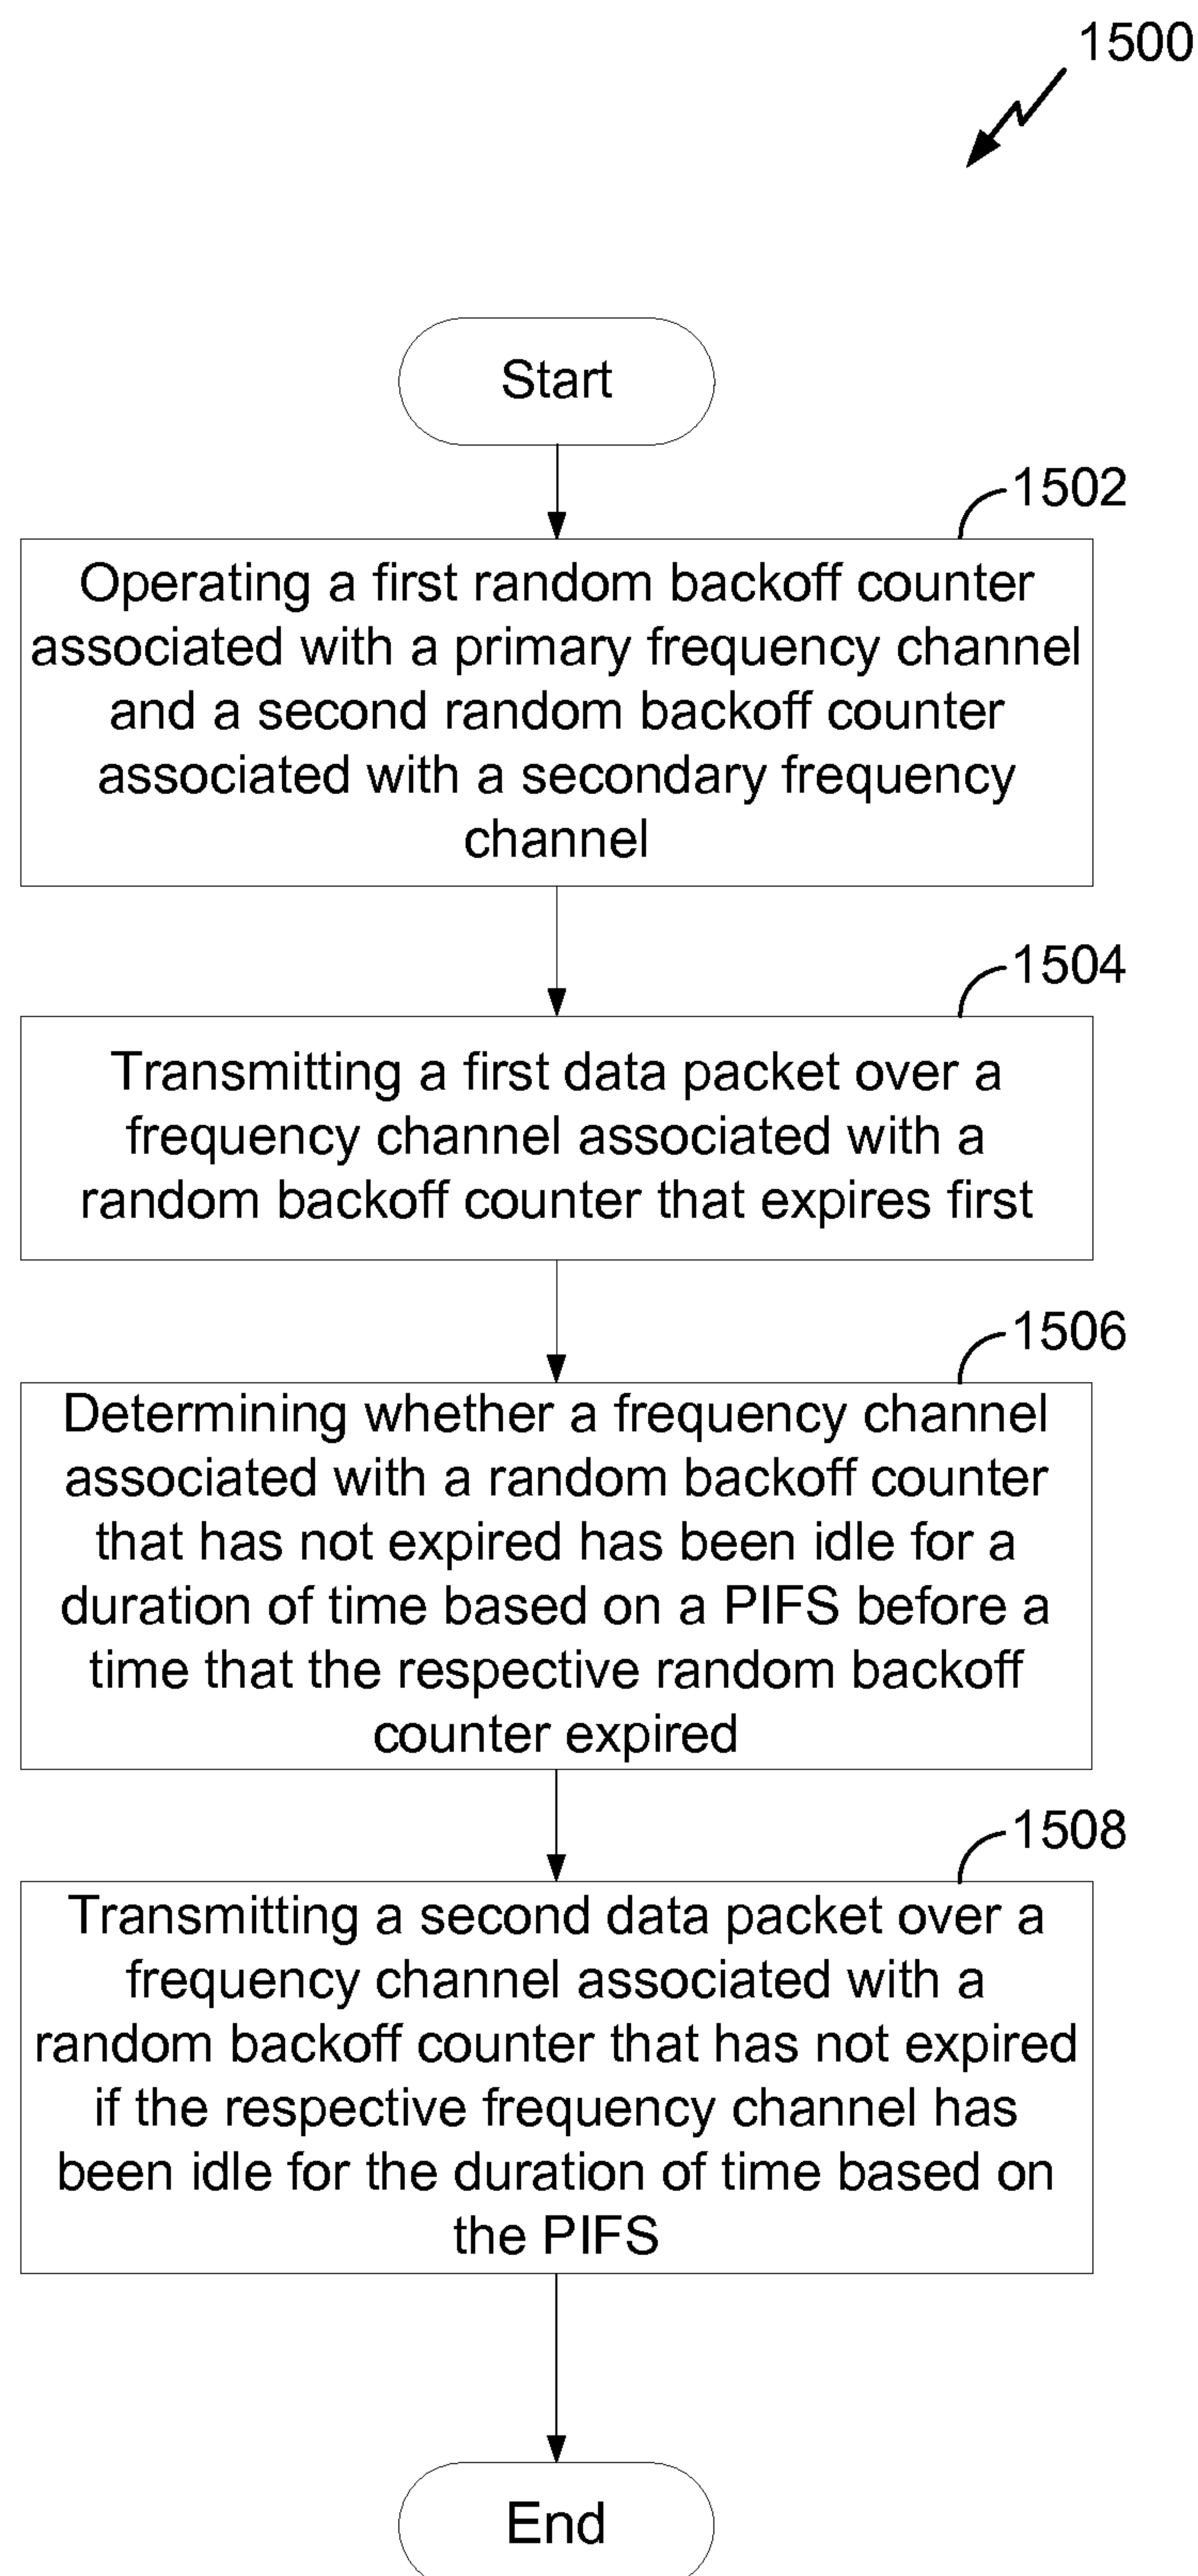 1500
Start
1502
Operating a first random backoff counter
associated with a primary frequency channel
and a second random backoff counter
associated with a secondary frequency
channel
1504
Transmitting a first data packet over a
frequency channel associated with a
random backoff counter that expires first
1506
Determining whether a frequency channel
associated with a random backoff counter
that has not expired has been idle for a
duration of time based on a PIFS before a
time that the respective random backoff
counter expired
1508
Transmitting a second data packet over a
frequency channel associated with a
random backoff counter that has not expired
if the respective frequency channel has
been idle for the duration of time based on
the PIFS
End